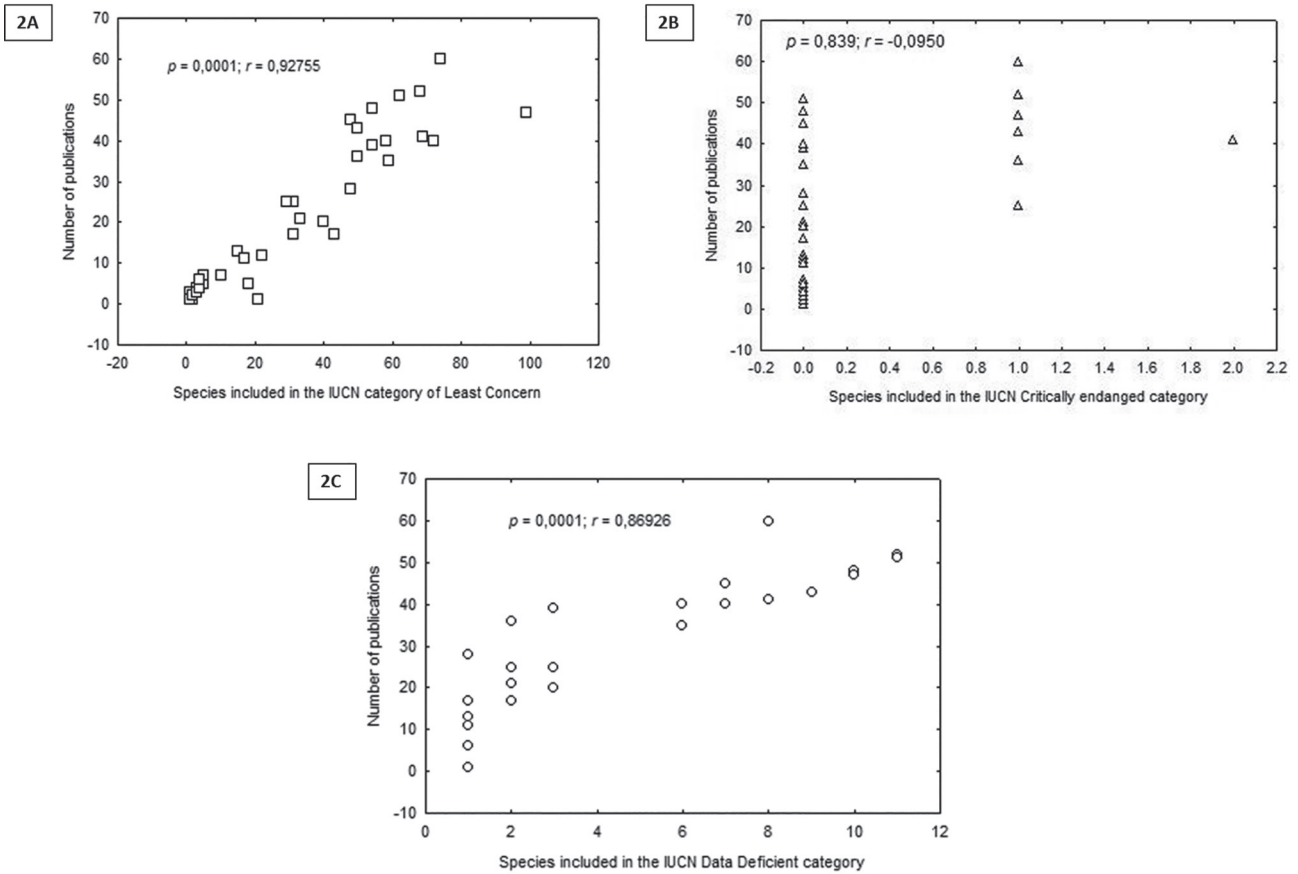 2A
p = 0,0001; r = 0,92755
70
60
50
40
30
20
10
0
-10
Number of publications
-20 0 20 40 60 80 100 120
Species included in the IUCN category of Least Concern
2B
p = 0,839; r = -0,0950
70
60
50
40
30
20
10
0
-10
Number of publications
-0.2 0.0 0.2 0.4 0.6 0.8 1.0 1.2 1.4 1.6 1.8 2.0 2.2
Species included in the IUCN Critically endanged category
2C
p = 0,0001; r = 0,86926
70
60
50
40
30
20
10
0
-10
Number of publications
0 2 4 6 8 10 12
Species included in the IUCN Data Deficient category